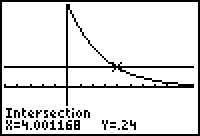 Intersection
X=4.001168 Y=.24